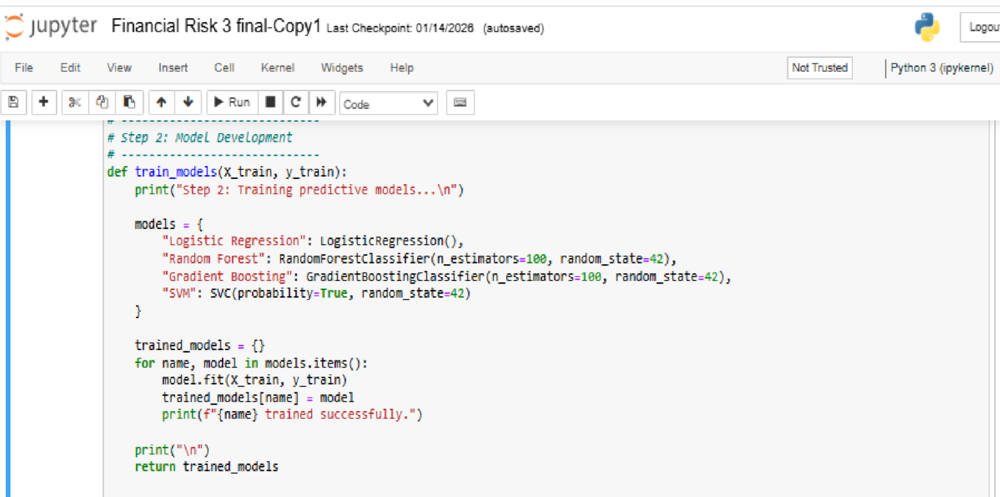 jupyter Financial Risk 3 final-Copy1 Last Checkpoint: 01/14/2026 (autosaved)
Logou
File Edit View Insert Cell Kernel Widgets Help
Not Trusted
Python 3 (ipykernel)
Run
Code
# -----------------------------
# Step 2: Model Development
# -----------------------------
def train_models(X_train, y_train):
    print("Step 2: Training predictive models...\n")
    models = {
        "Logistic Regression": LogisticRegression(),
        "Random Forest": RandomForestClassifier(n_estimators=100, random_state=42),
        "Gradient Boosting": GradientBoostingClassifier(n_estimators=100, random_state=42),
        "SVM": SVC(probability=True, random_state=42)
    }
    trained_models = {}
    for name, model in models.items():
        model.fit(X_train, y_train)
        trained_models[name] = model
        print(f"{name} trained successfully.")
    print("\n")
    return trained_models